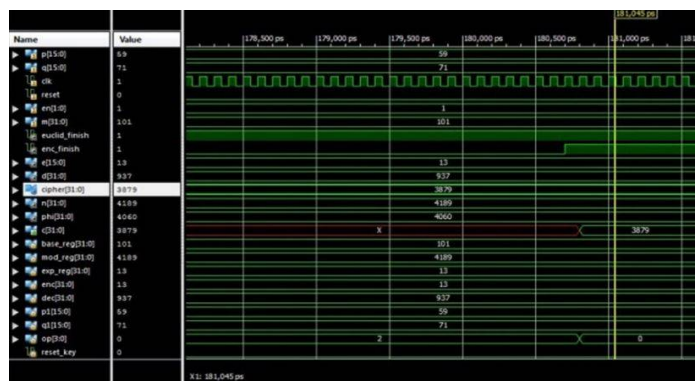 181,045 ps
Name Value 178,500 ps 179,000 ps 179,500 ps 180,000 ps 180,500 ps 181,000 ps 181
p[15:0] 59 59
q[15:0] 71 71
clk 1
reset 0
en[1:0] 1 1
m[31:0] 101 101
euclid_finish 1
enc_finish 1
e[15:0] 13 13
d[31:0] 937 937
cipher[31:0] 3879 3879
n[31:0] 4189 4189
phi[31:0] 4060 4060
c[31:0] 3879 X 3879
base_reg[31:0] 101 101
mod_reg[31:0] 4189 4189
exp_reg[31:0] 13 13
enc[31:0] 13 13
dec[31:0] 937 937
p1[15:0] 59 59
q1[15:0] 71 71
op[3:0] 0 2 0
reset_key 0
X1: 181,045 ps